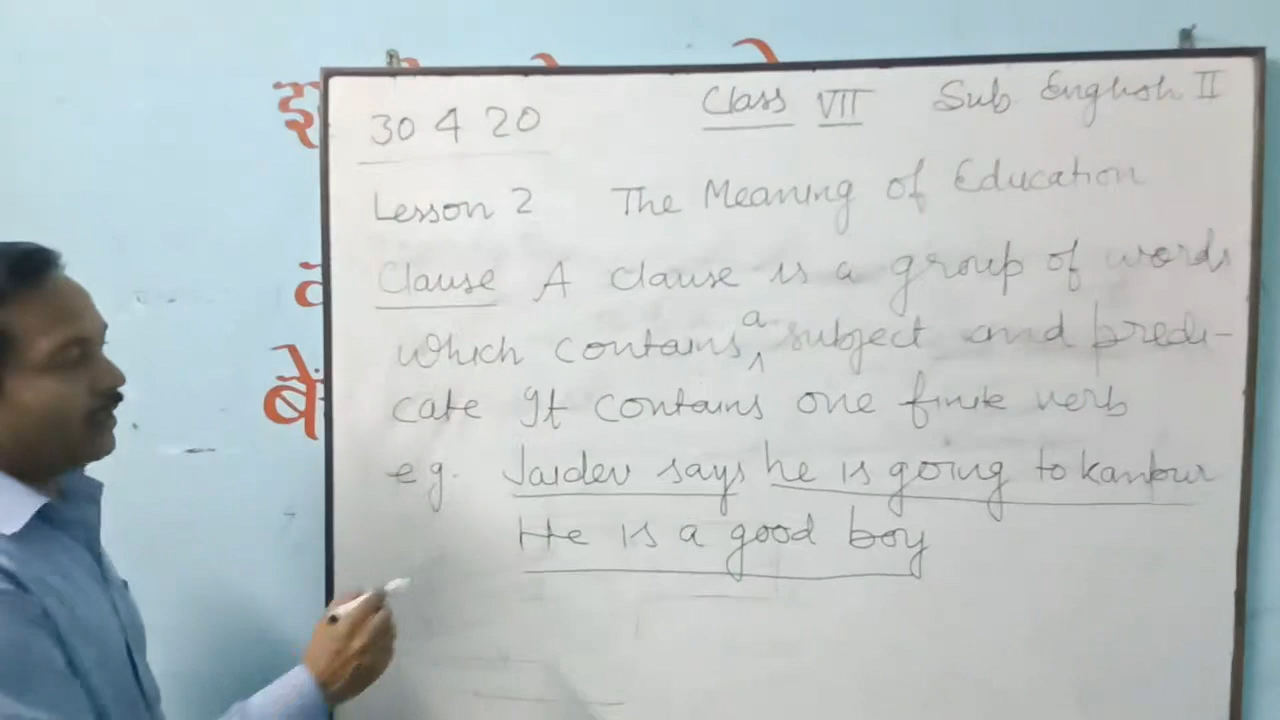 30 4 20 Class VII Sub English II
Lesson 2 The Meaning of Education
Clause A clause is a group of words
which contains a subject and predi-
cate It contains one finite verb
eg. Jaidev says he is going to Kanpur
He is a good boy
बें